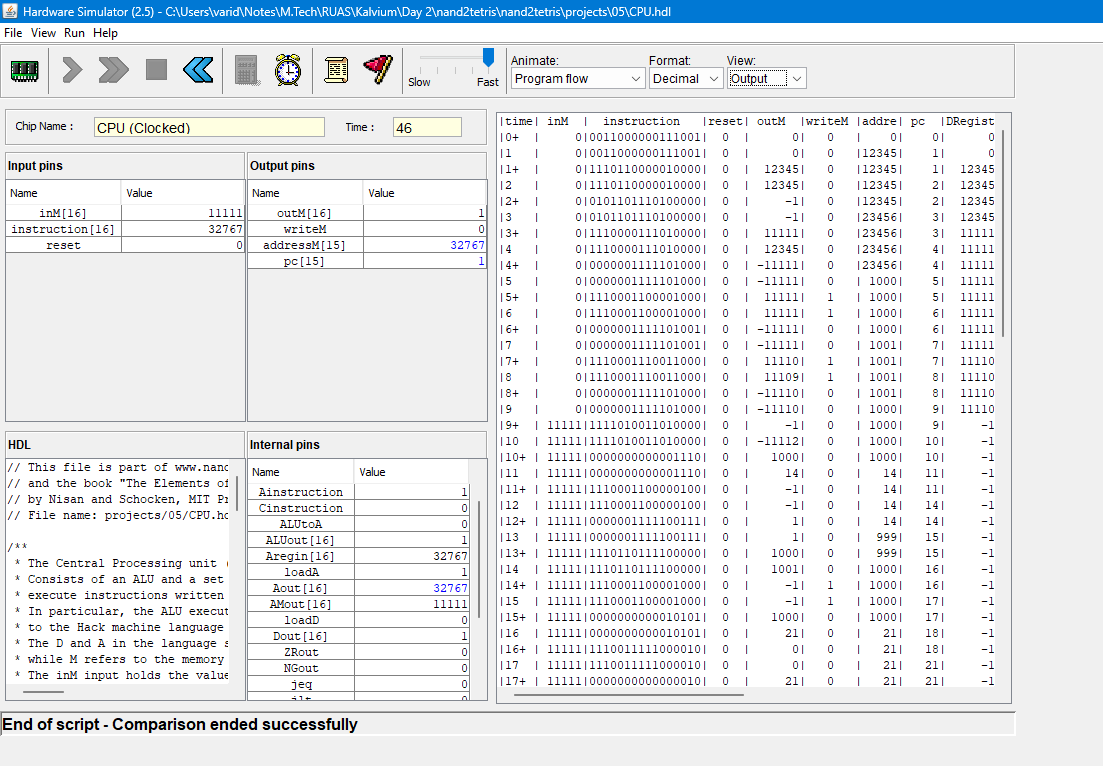 Hardware Simulator (2.5) - C:\Users\varid\Notes\M.Tech\RUAS\Kalvium\Day 2\nand2tetris\nand2tetris\projects\05\CPU.hdl
File View Run Help
Animate: Format: View:
Slow Fast Program flow Decimal Output
Chip Name : CPU (Clocked) Time : 46
Input pins
Name Value
inM[16] 11111
instruction[16] 32767
reset 0
Output pins
Name Value
outM[16] 1
writeM 0
addressM[15] 32767
pc[15] 1
HDL
// This file is part of www.nand
// and the book "The Elements of
// by Nisan and Schocken, MIT Pr
// File name: projects/05/CPU.hd
/**
* The Central Processing unit (
* Consists of an ALU and a set
* execute instructions written
* In particular, the ALU execut
* to the Hack machine language
* The D and A in the language s
* while M refers to the memory
* The inM input holds the value
Internal pins
Name Value
Ainstruction 1
Cinstruction 0
ALUtoA 0
ALUout[16] 1
Aregin[16] 32767
loadA 1
Aout[16] 32767
AMout[16] 11111
loadD 0
Dout[16] 1
ZRout 0
NGout 0
jeq 0
|time| inM | instruction |reset| outM |writeM |addre| pc |DRegist
|0+ | 0|0011000000111001| 0 | 0| 0 | 0| 0| 0
|1 | 0|0011000000111001| 0 | 0| 0 |12345| 1| 0
|1+ | 0|1110110000010000| 0 | 12345| 0 |12345| 1| 12345
|2 | 0|1110110000010000| 0 | 12345| 0 |12345| 2| 12345
|2+ | 0|0101101110100000| 0 | -1| 0 |12345| 2| 12345
|3 | 0|0101101110100000| 0 | -1| 0 |23456| 3| 12345
|3+ | 0|1110000111010000| 0 | 11111| 0 |23456| 3| 11111
|4 | 0|1110000111010000| 0 | 12345| 0 |23456| 4| 11111
|4+ | 0|0000001111101000| 0 | -11111| 0 |23456| 4| 11111
|5 | 0|0000001111101000| 0 | -11111| 0 | 1000| 5| 11111
|5+ | 0|1110001100001000| 0 | 11111| 1 | 1000| 5| 11111
|6 | 0|1110001100001000| 0 | 11111| 1 | 1000| 6| 11111
|6+ | 0|0000001111101001| 0 | -11111| 0 | 1000| 6| 11111
|7 | 0|0000001111101001| 0 | -11111| 0 | 1001| 7| 11111
|7+ | 0|1110001110011000| 0 | 11110| 1 | 1001| 7| 11110
|8 | 0|1110001110011000| 0 | 11109| 1 | 1001| 8| 11110
|8+ | 0|0000001111101000| 0 | -11110| 0 | 1001| 8| 11110
|9 | 0|0000001111101000| 0 | -11110| 0 | 1000| 9| 11110
|9+ | 11111|1111010011010000| 0 | -1| 0 | 1000| 9| -1
|10 | 11111|1111010011010000| 0 | -11112| 0 | 1000| 10| -1
|10+ | 11111|0000000000001110| 0 | 1000| 0 | 1000| 10| -1
|11 | 11111|0000000000001110| 0 | 14| 0 | 14| 11| -1
|11+ | 11111|1110001100000100| 0 | -1| 0 | 14| 11| -1
|12 | 11111|1110001100000100| 0 | -1| 0 | 14| 14| -1
|12+ | 11111|0000001111100111| 0 | 1| 0 | 14| 14| -1
|13 | 11111|0000001111100111| 0 | 1| 0 | 999| 15| -1
|13+ | 11111|1110110111100000| 0 | 1000| 0 | 999| 15| -1
|14 | 11111|1110110111100000| 0 | 1001| 0 | 1000| 16| -1
|14+ | 11111|1110001100001000| 0 | -1| 1 | 1000| 16| -1
|15 | 11111|1110001100001000| 0 | -1| 1 | 1000| 17| -1
|15+ | 11111|0000000000010101| 0 | 1000| 0 | 1000| 17| -1
|16 | 11111|0000000000010101| 0 | 21| 0 | 21| 18| -1
|16+ | 11111|1110011111000010| 0 | 0| 0 | 21| 18| -1
|17 | 11111|1110011111000010| 0 | 0| 0 | 21| 21| -1
|17+ | 11111|0000000000000010| 0 | 21| 0 | 21| 21| -1
End of script - Comparison ended successfully